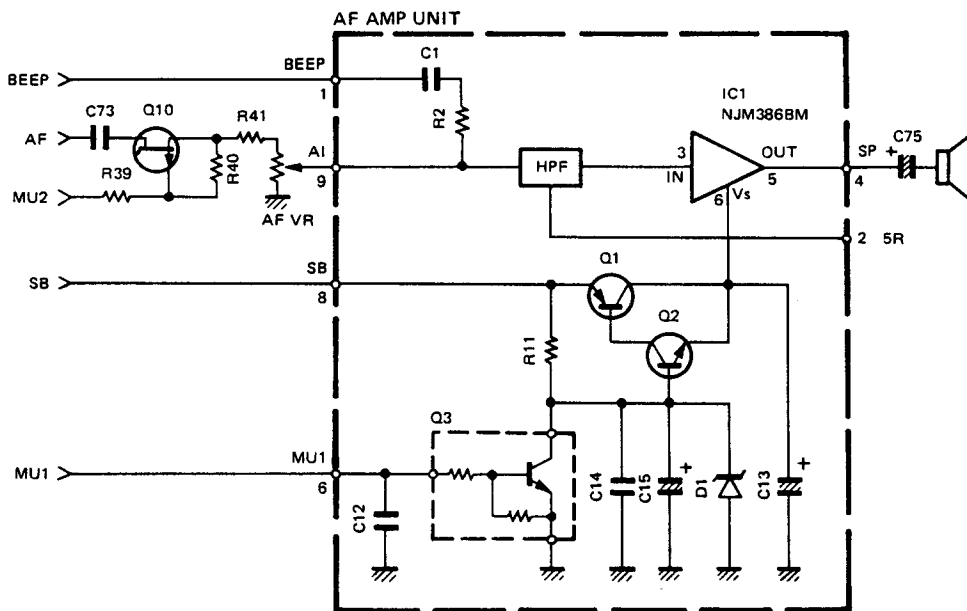 AF AMP UNIT
BEEP
BEEP
1
C1
R2
IC1
NJM386BM
C73
Q10
R41
AF
AI
9
HPF
3
IN
OUT
5
SP
+
C75
4
R39
R40
MU2
AF VR
6
Vs
2 5R
SB
SB
8
Q1
Q2
R11
Q3
MU1
MU1
6
C12
C14
C15
+
D1
C13
+